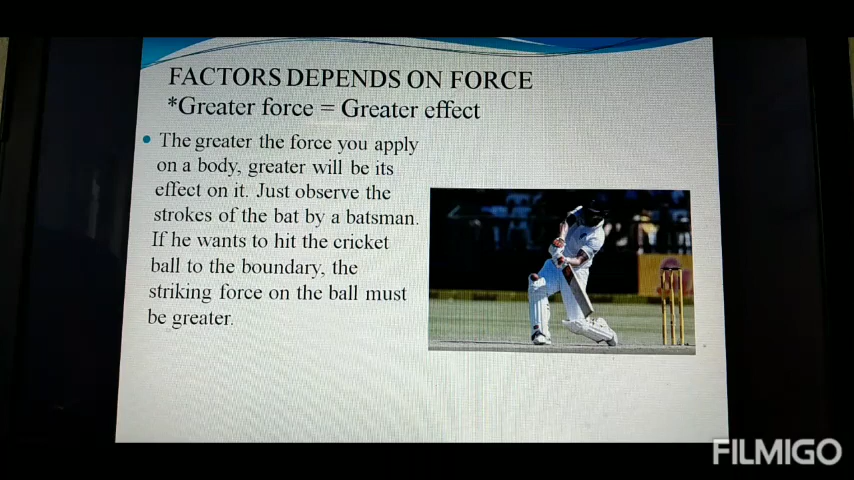 FACTORS DEPENDS ON FORCE
*Greater force = Greater effect
The greater the force you apply
on a body, greater will be its
effect on it. Just observe the
strokes of the bat by a batsman.
If he wants to hit the cricket
ball to the boundary, the
striking force on the ball must
be greater.
FILMIGO